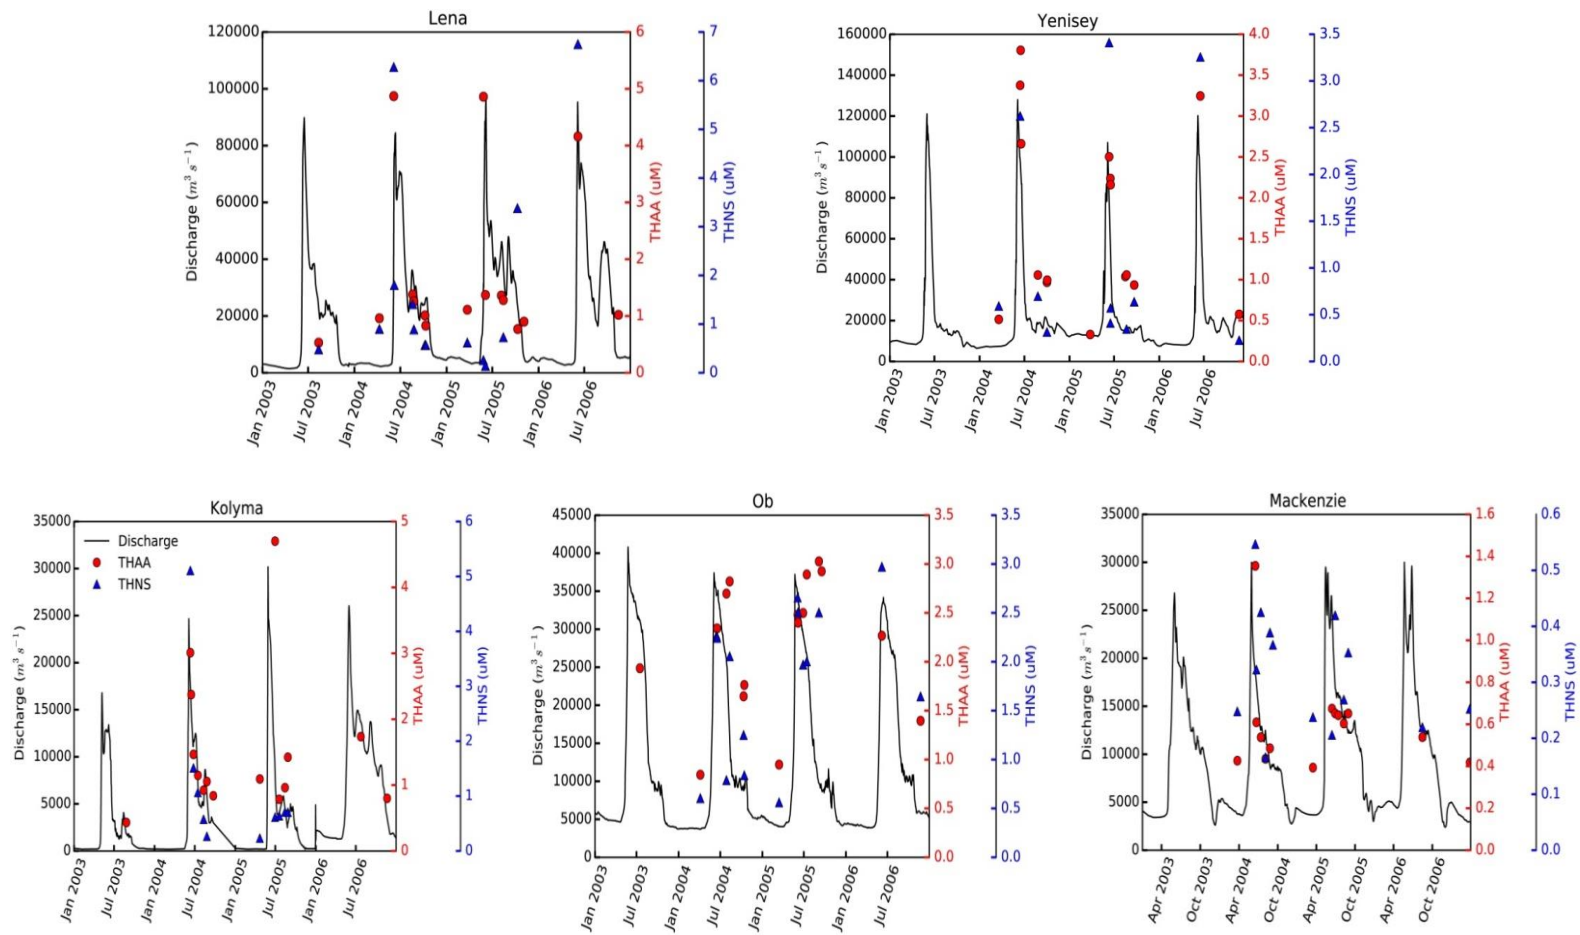 Lena
120000
100000
80000
60000
40000
20000
0
Discharge (m³ s⁻¹)
6
5
4
3
2
1
0
THAA (uM)
7
6
5
4
3
2
1
0
THNS (uM)
Jan 2003
Jul 2003
Jan 2004
Jul 2004
Jan 2005
Jul 2005
Jan 2006
Jul 2006
Yenisey
160000
140000
120000
100000
80000
60000
40000
20000
0
Discharge (m³ s⁻¹)
4.0
3.5
3.0
2.5
2.0
1.5
1.0
0.5
0.0
THAA (uM)
3.5
3.0
2.5
2.0
1.5
1.0
0.5
0.0
THNS (uM)
Jan 2003
Jul 2003
Jan 2004
Jul 2004
Jan 2005
Jul 2005
Jan 2006
Jul 2006
Kolyma
35000
30000
25000
20000
15000
10000
5000
0
Discharge (m³ s⁻¹)
Discharge
THAA
THNS
5
4
3
2
1
0
THAA (uM)
6
5
4
3
2
1
0
THNS (uM)
Jan 2003
Jul 2003
Jan 2004
Jul 2004
Jan 2005
Jul 2005
Jan 2006
Jul 2006
Ob
45000
40000
35000
30000
25000
20000
15000
10000
5000
0
Discharge (m³ s⁻¹)
3.5
3.0
2.5
2.0
1.5
1.0
0.5
0.0
THAA (uM)
3.5
3.0
2.5
2.0
1.5
1.0
0.5
0.0
THNS (uM)
Jan 2003
Jul 2003
Jan 2004
Jul 2004
Jan 2005
Jul 2005
Jan 2006
Jul 2006
Mackenzie
35000
30000
25000
20000
15000
10000
5000
0
Discharge (m³ s⁻¹)
1.6
1.4
1.2
1.0
0.8
0.6
0.4
0.2
0.0
THAA (uM)
0.6
0.5
0.4
0.3
0.2
0.1
0.0
THNS (uM)
Apr 2003
Oct 2003
Apr 2004
Oct 2004
Apr 2005
Oct 2005
Apr 2006
Oct 2006